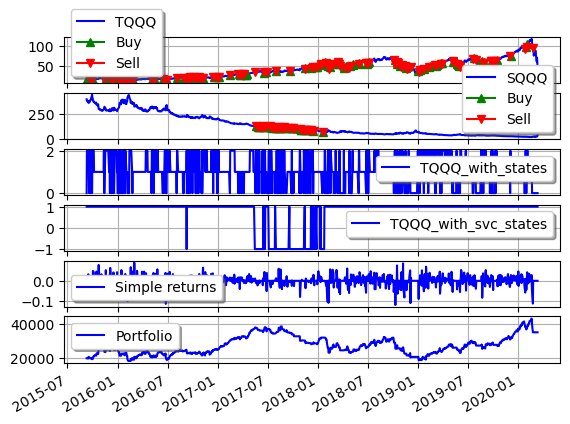 TQQQ
Buy
Sell
100
50
SQQQ
Buy
Sell
250
0
2
0
TQQQ_with_states
1
0
−1
TQQQ_with_svc_states
0.0
−0.1
Simple returns
40000
20000
Portfolio
2015-07
2016-01
2016-07
2017-01
2017-07
2018-01
2018-07
2019-01
2019-07
2020-01